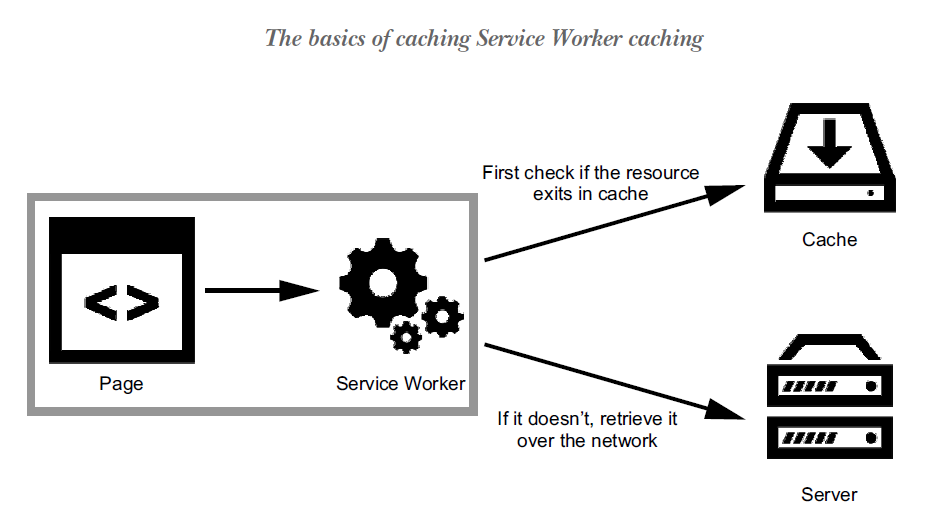 The basics of caching Service Worker caching
First check if the resource
exits in cache
Cache
Page
Service Worker
If it doesn't, retrieve it
over the network
Server